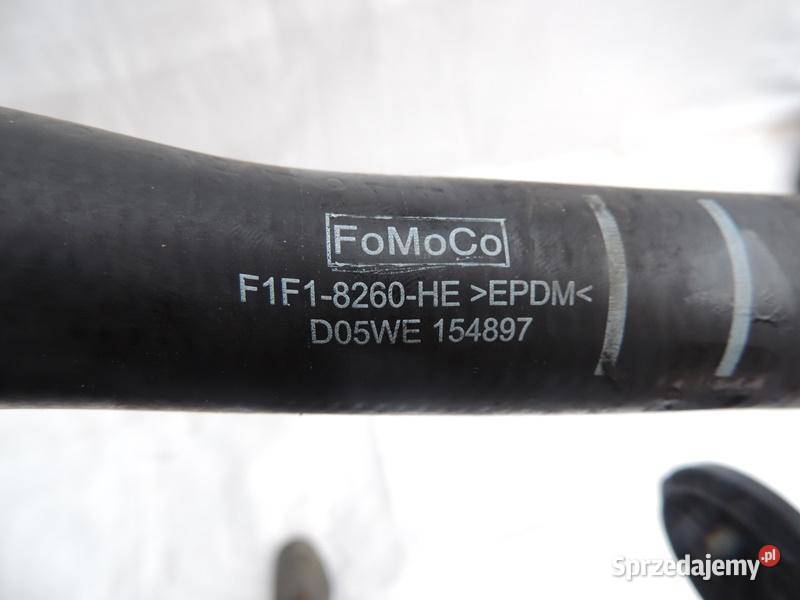 FoMoCo
F1F1-8260-HE >EPDM<
D05WE 154897
Sprzedajemy.pl